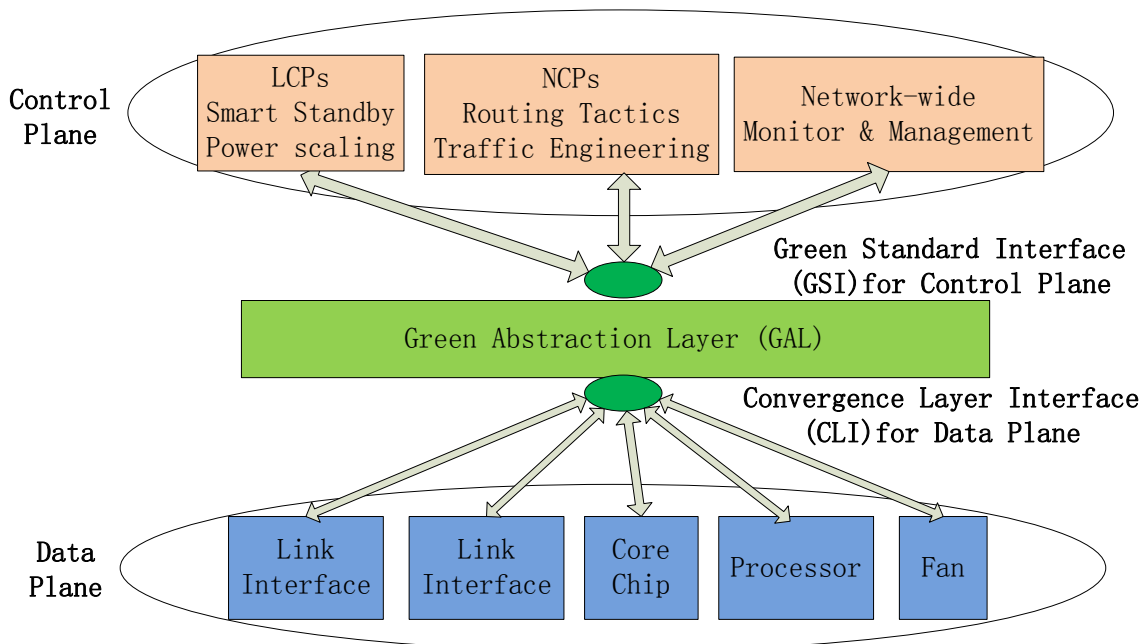 Control
Plane
LCPs
Smart Standby
Power scaling
NCPs
Routing Tactics
Traffic Engineering
Network-wide
Monitor & Management
Green Standard Interface
(GSI)for Control Plane
Green Abstraction Layer (GAL)
Convergence Layer Interface
(CLI)for Data Plane
Data
Plane
Link
Interface
Link
Interface
Core
Chip
Processor
Fan